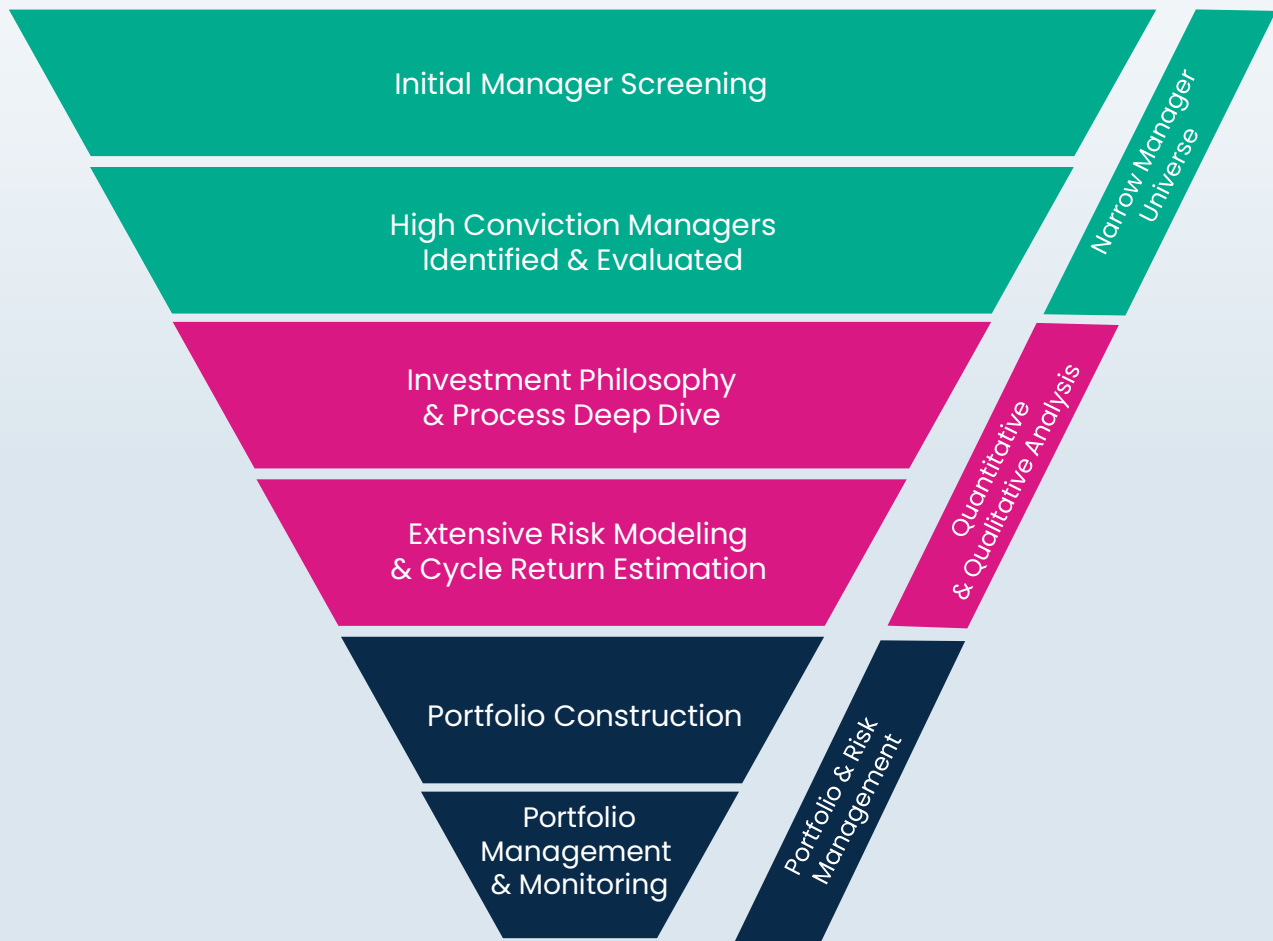 Initial Manager Screening
High Conviction Managers
Identified & Evaluated
Narrow Manager
Universe
Investment Philosophy
& Process Deep Dive
Extensive Risk Modeling
& Cycle Return Estimation
Quantitative
& Qualitative Analysis
Portfolio Construction
Portfolio
Management
& Monitoring
Portfolio & Risk
Management